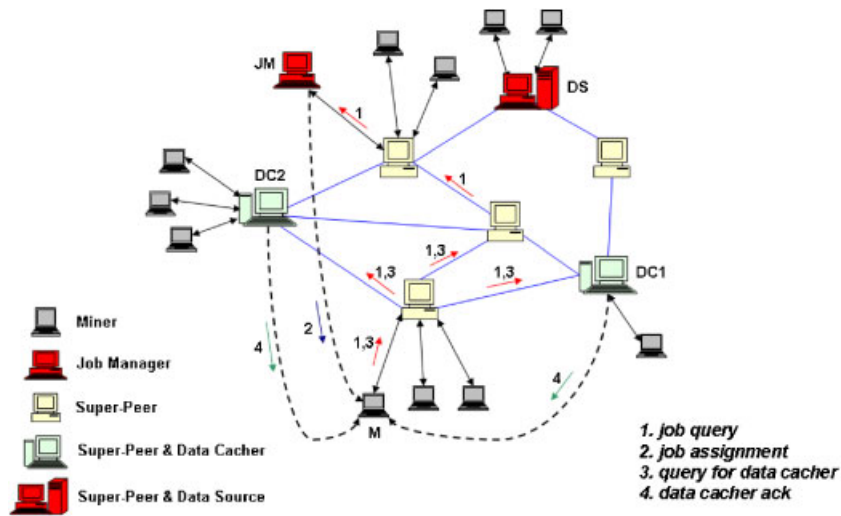 JM
DS
1
DC2
1
1,3
1,3
1,3
DC1
2
1,3
4
4
M
Miner
Job Manager
Super-Peer
Super-Peer & Data Cacher
Super-Peer & Data Source
1. job query
2. job assignment
3. query for data cacher
4. data cacher ack